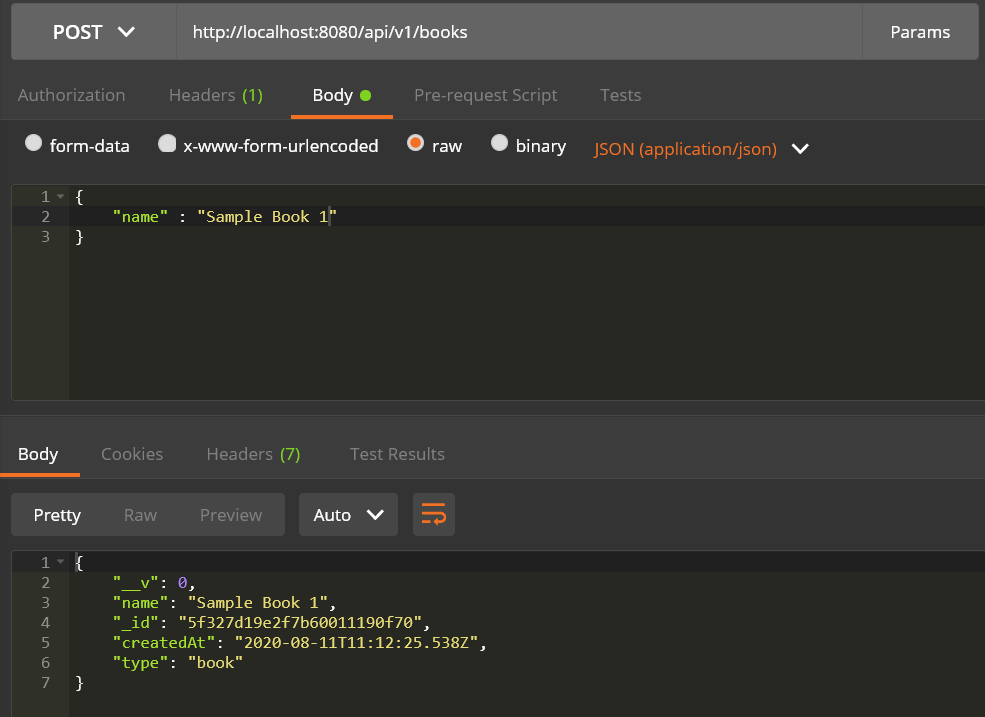 POST http://localhost:8080/api/v1/books Params
Authorization Headers (1) Body Pre-request Script Tests
form-data x-www-form-urlencoded raw binary JSON (application/json)
1 {
2 "name" : "Sample Book 1"
3 }
Body Cookies Headers (7) Test Results
Pretty Raw Preview Auto
1 {
2 "__v": 0,
3 "name": "Sample Book 1",
4 "_id": "5f327d19e2f7b60011190f70",
5 "createdAt": "2020-08-11T11:12:25.538Z",
6 "type": "book"
7 }